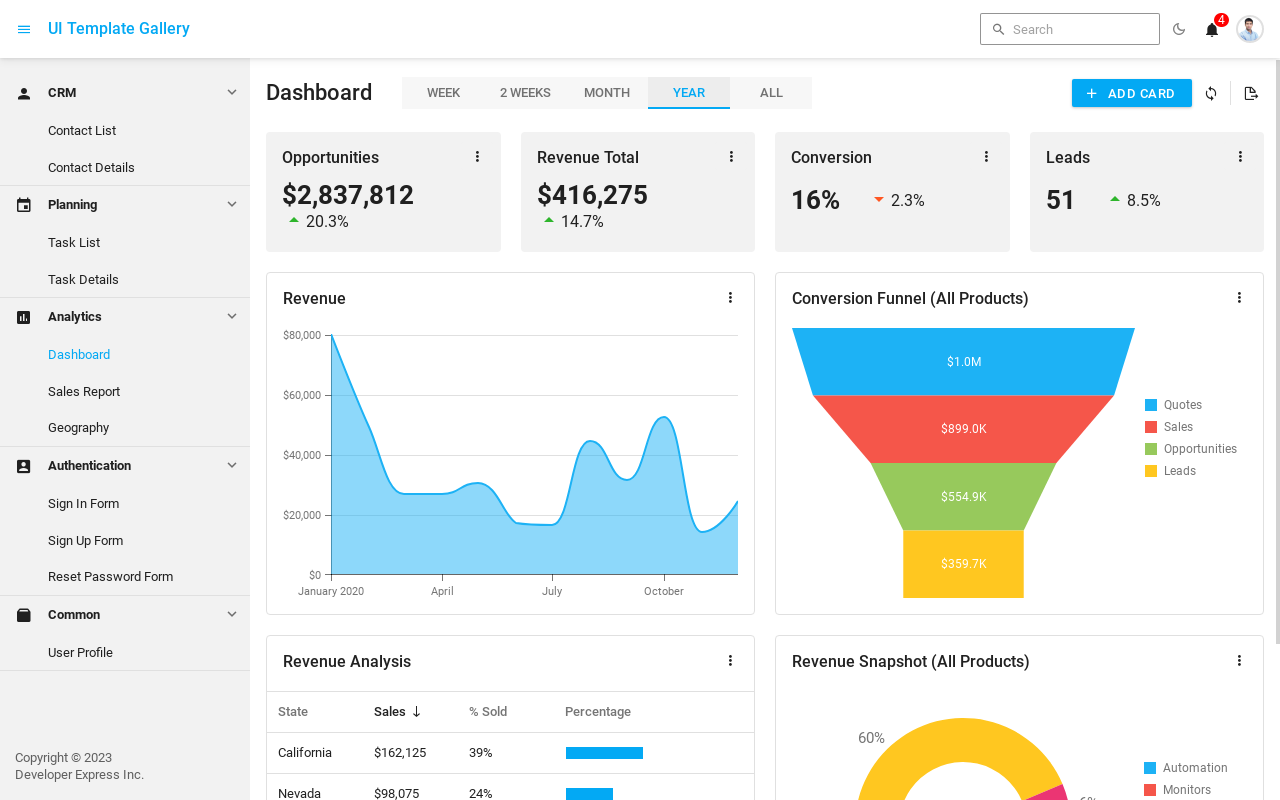 UI Template Gallery
Search
4
CRM
Contact List
Contact Details
Planning
Task List
Task Details
Analytics
Dashboard
Sales Report
Geography
Authentication
Sign In Form
Sign Up Form
Reset Password Form
Common
User Profile
Copyright © 2023
Developer Express Inc.
Dashboard
WEEK 2 WEEKS MONTH YEAR ALL
ADD CARD
Opportunities
$2,837,812
20.3%
Revenue Total
$416,275
14.7%
Conversion
16% 2.3%
Leads
51 8.5%
Revenue
$80,000
$60,000
$40,000
$20,000
$0
January 2020 April July October
Conversion Funnel (All Products)
$1.0M
$899.0K
$554.9K
$359.7K
Quotes
Sales
Opportunities
Leads
Revenue Analysis
State Sales % Sold Percentage
California $162,125 39%
Nevada $98,075 24%
Revenue Snapshot (All Products)
60%
6%
Automation
Monitors